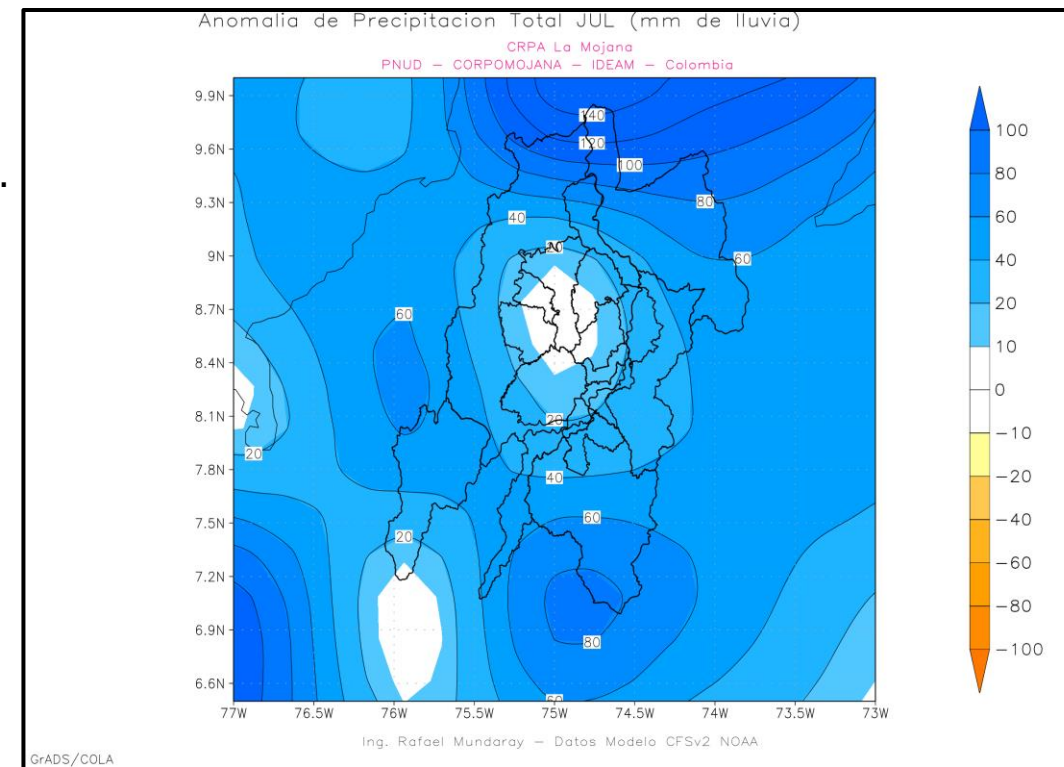 Anomalia de Precipitacion Total JUL (mm de lluvia)
CRPA La Mojana
PNUD – CORPOMOJANA – IDEAM – Colombia
9.9N
9.6N
9.3N
9N
8.7N
8.4N
8.1N
7.8N
7.5N
7.2N
6.9N
6.6N
140
120
100
80
60
40
20
60
20
20
40
60
20
80
60
77W
76.5W
76W
75.5W
75W
74.5W
74W
73.5W
73W
100
80
60
40
20
10
0
−10
−20
−40
−60
−80
−100
Ing. Rafael Mundaray – Datos Modelo CFSv2 NOAA
GrADS/COLA